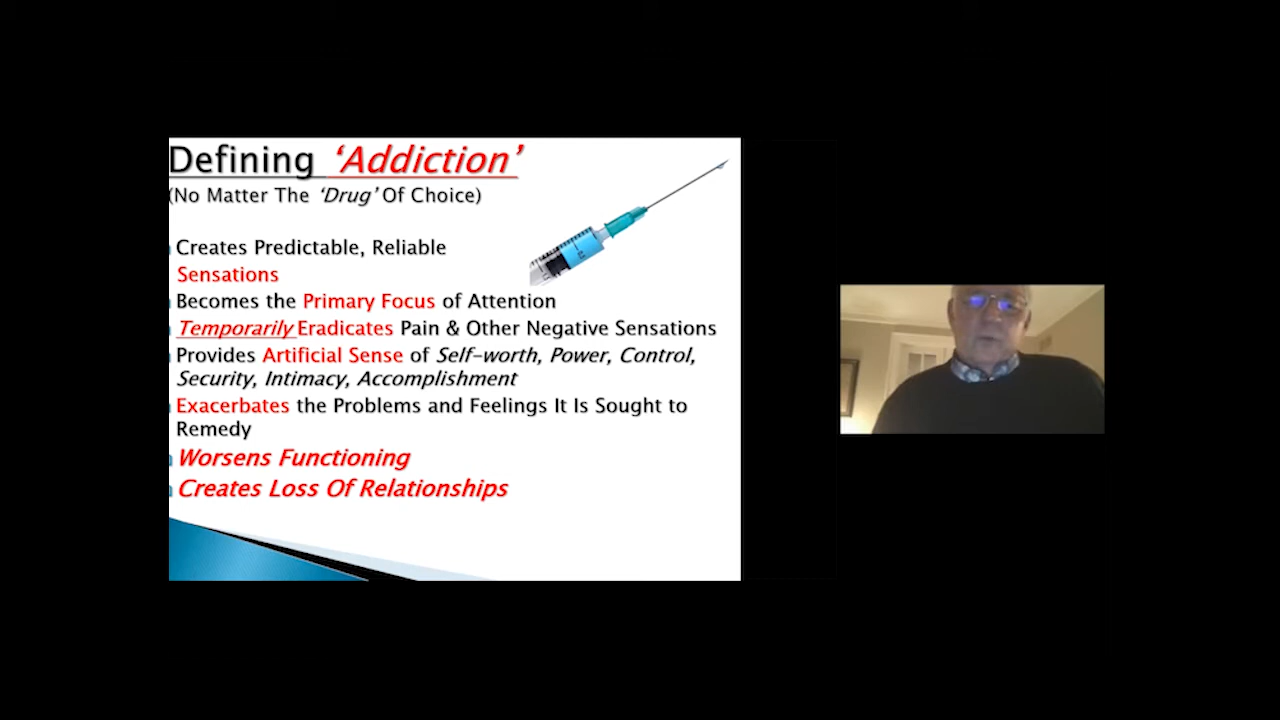 Defining ‘Addiction’
(No Matter The ‘Drug’ Of Choice)
Creates Predictable, Reliable
Sensations
Becomes the Primary Focus of Attention
Temporarily Eradicates Pain & Other Negative Sensations
Provides Artificial Sense of Self-worth, Power, Control,
Security, Intimacy, Accomplishment
Exacerbates the Problems and Feelings It Is Sought to
Remedy
Worsens Functioning
Creates Loss Of Relationships